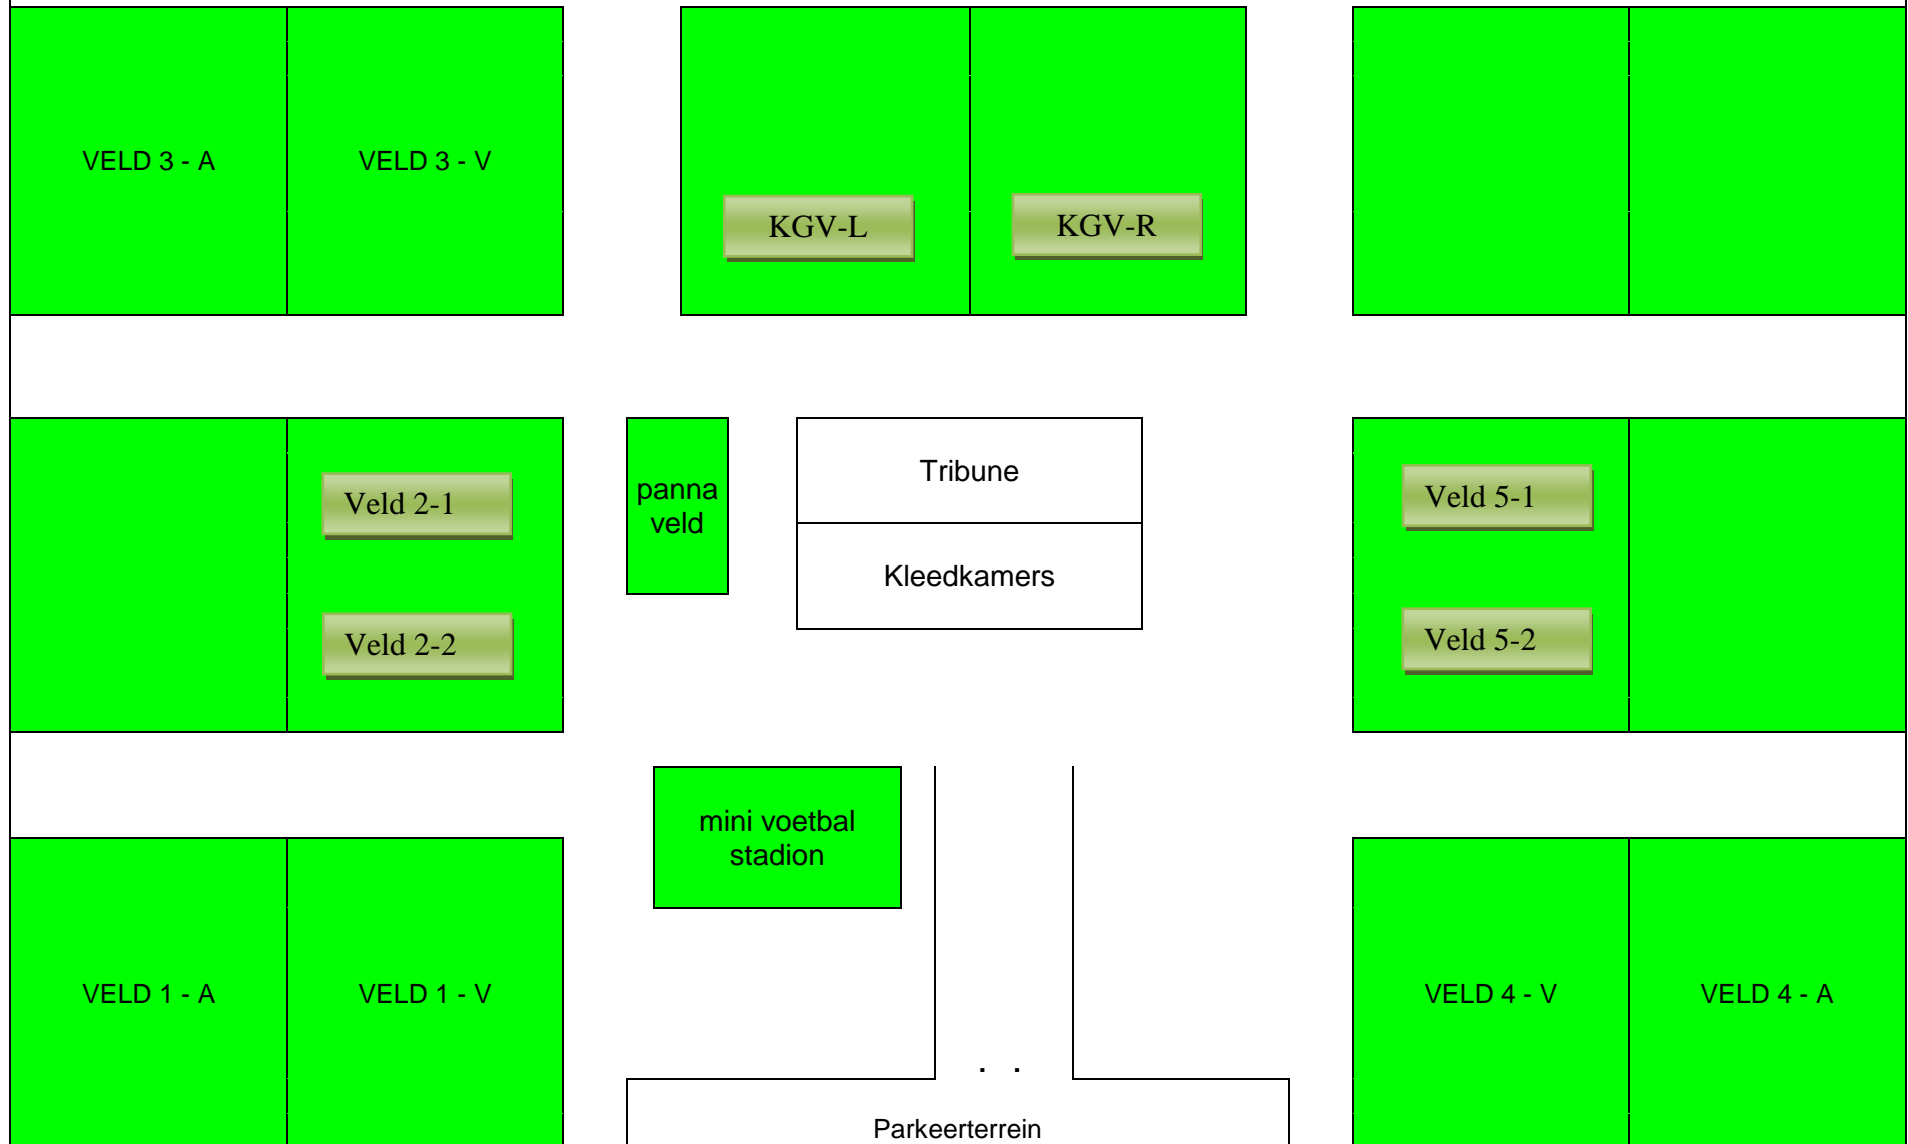 VELD 3 - A
VELD 3 - V
KGV-L
KGV-R
Veld 2-1
Veld 2-2
panna
veld
Tribune
Kleedkamers
Veld 5-1
Veld 5-2
mini voetbal
stadion
VELD 1 - A
VELD 1 - V
VELD 4 - V
VELD 4 - A
. .
Parkeerterrein